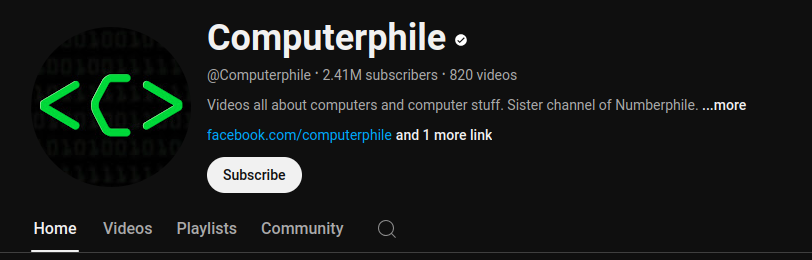 <C>
Computerphile
@Computerphile · 2.41M subscribers · 820 videos
Videos all about computers and computer stuff. Sister channel of Numberphile. ...more
facebook.com/computerphile and 1 more link
Subscribe
Home Videos Playlists Community